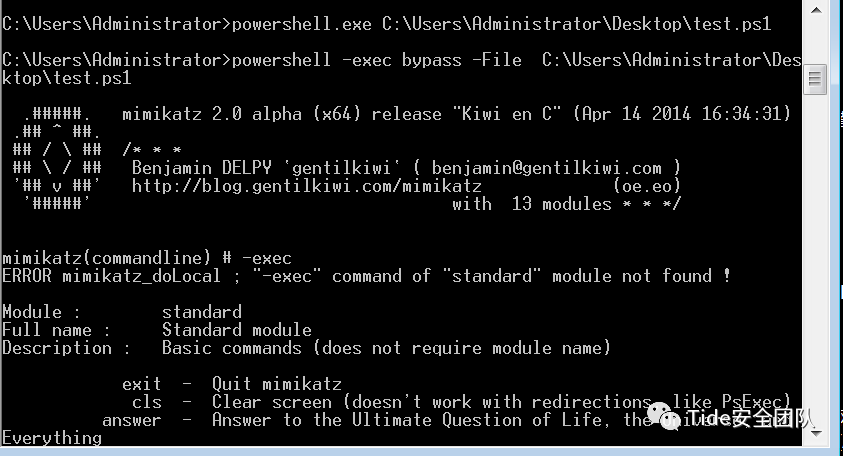 C:\Users\Administrator>powershell.exe C:\Users\Administrator\Desktop\test.ps1
C:\Users\Administrator>powershell -exec bypass -File  C:\Users\Administrator\Des
ktop\test.ps1
.#####.   mimikatz 2.0 alpha (x64) release "Kiwi en C" (Apr 14 2014 16:34:31)
.## ^ ##.
## / \ ##  /* * *
## \ / ##   Benjamin DELPY `gentilkiwi` ( benjamin@gentilkiwi.com )
'## v ##'   http://blog.gentilkiwi.com/mimikatz             (oe.eo)
'#####'                                    with  13 modules * * */
mimikatz(commandline) # -exec
ERROR mimikatz_doLocal ; "-exec" command of "standard" module not found !
Module :        standard
Full name :     Standard module
Description :   Basic commands (does not require module name)
exit  -  Quit mimikatz
cls  -  Clear screen (doesn't work with redirections, like PsExec)
answer  -  Answer to the Ultimate Question of Life, the
Everything
Tide安全团队